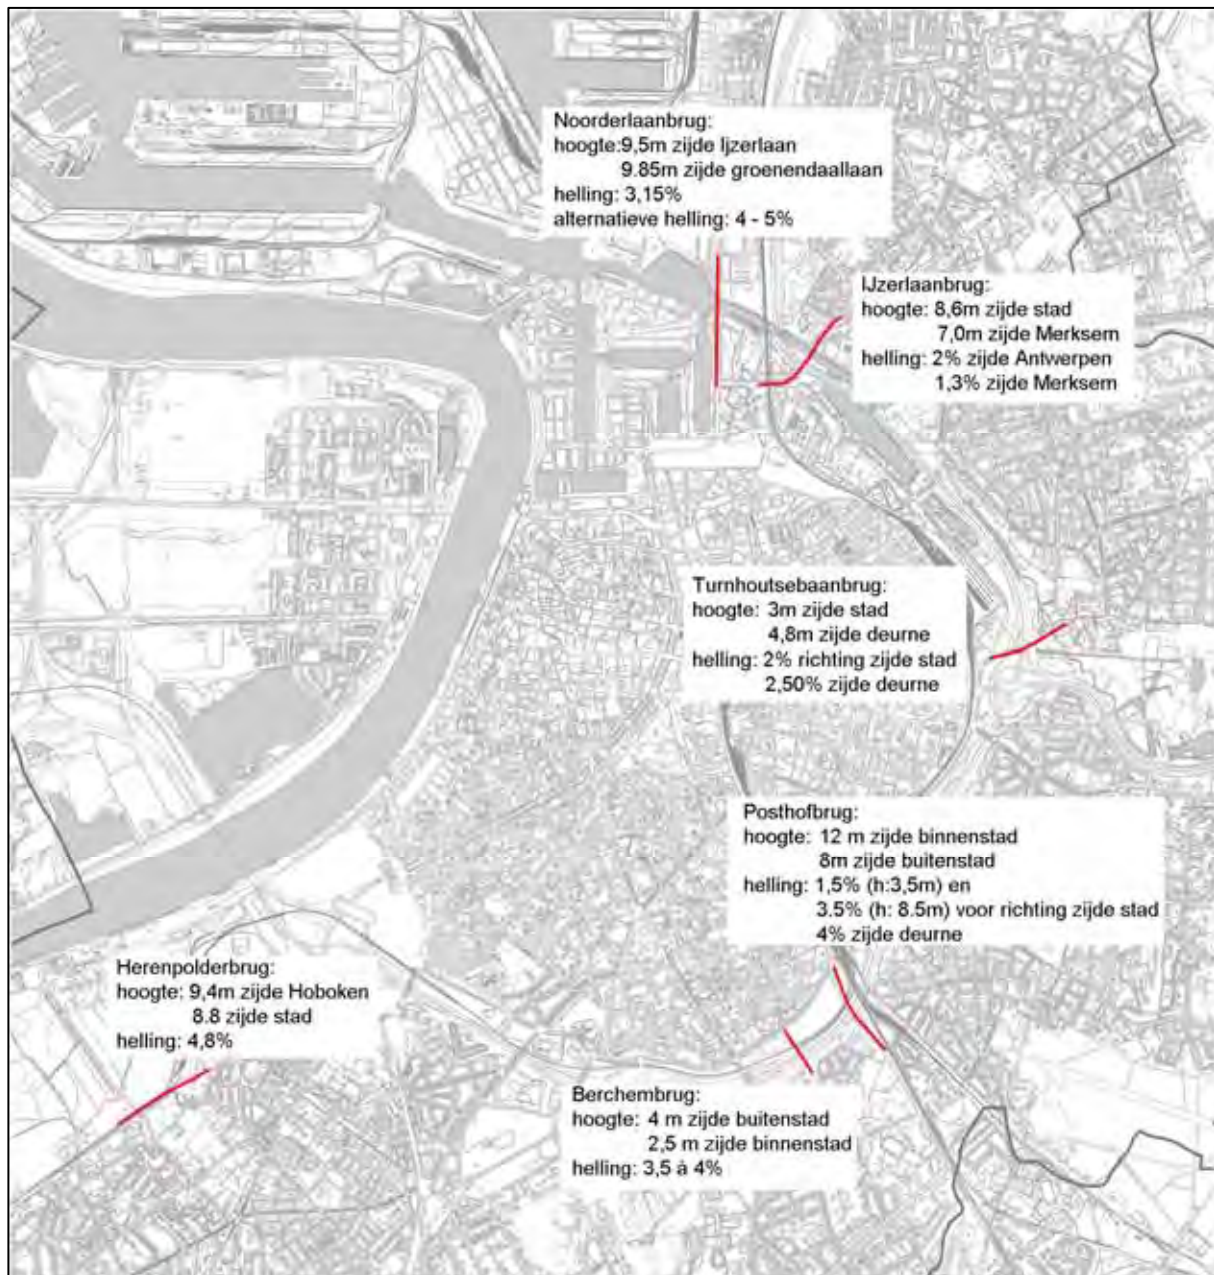 Noorderlaanbrug:
hoogte:9,5m zijde Ijzerlaan
9.85m zijde groenendaallaan
helling: 3,15%
alternatieve helling: 4 - 5%
IJzerlaanbrug:
hoogte: 8,6m zijde stad
7,0m zijde Merksem
helling: 2% zijde Antwerpen
1,3% zijde Merksem
Turnhoutsebaanbrug:
hoogte: 3m zijde stad
4,8m zijde deurne
helling: 2% richting zijde stad
2,50% zijde deurne
Posthofbrug:
hoogte: 12 m zijde binnenstad
8m zijde buitenstad
helling: 1,5% (h:3,5m) en
3.5% (h: 8.5m) voor richting zijde stad
4% zijde deurne
Herenpolderbrug:
hoogte: 9,4m zijde Hoboken
8.8 zijde stad
helling: 4,8%
Berchembrug:
hoogte: 4 m zijde buitenstad
2,5 m zijde binnenstad
helling: 3,5 à 4%